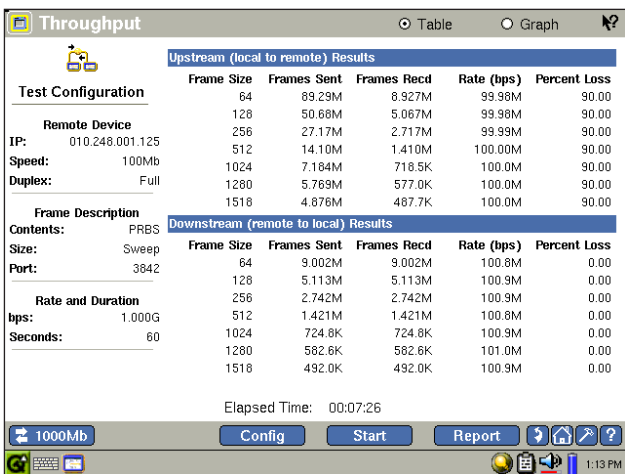 Throughput
Table
Graph
Test Configuration
Remote Device
IP: 010.248.001.125
Speed: 100Mb
Duplex: Full
Frame Description
Contents: PRBS
Size: Sweep
Port: 3842
Rate and Duration
bps: 1.000G
Seconds: 60
Upstream (local to remote) Results
Frame Size Frames Sent Frames Recd Rate (bps) Percent Loss
64 89.29M 8.927M 99.98M 90.00
128 50.68M 5.067M 99.98M 90.00
256 27.17M 2.717M 99.99M 90.00
512 14.10M 1.410M 100.00M 90.00
1024 7.184M 718.5K 100.0M 90.00
1280 5.769M 577.0K 100.0M 90.00
1518 4.876M 487.7K 100.0M 90.00
Downstream (remote to local) Results
Frame Size Frames Sent Frames Recd Rate (bps) Percent Loss
64 9.002M 9.002M 100.8M 0.00
128 5.113M 5.113M 100.9M 0.00
256 2.742M 2.742M 100.9M 0.00
512 1.421M 1.421M 100.8M 0.00
1024 724.8K 724.8K 100.9M 0.00
1280 582.6K 582.6K 101.0M 0.00
1518 492.0K 492.0K 100.9M 0.00
Elapsed Time: 00:07:26
1000Mb
Config
Start
Report
?
1:13 PM